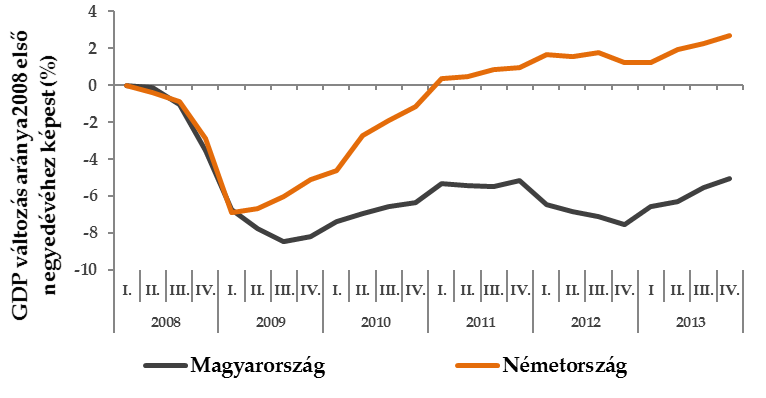 GDP változás aránya2008 első
negyedévéhez képest (%)
4
2
0
-2
-4
-6
-8
-10
I. II. III. IV. I. II. III. IV. I. II. III. IV. I. II. III. IV. I. II. III. IV. I II. III. IV.
2008 2009 2010 2011 2012 2013
Magyarország Németország